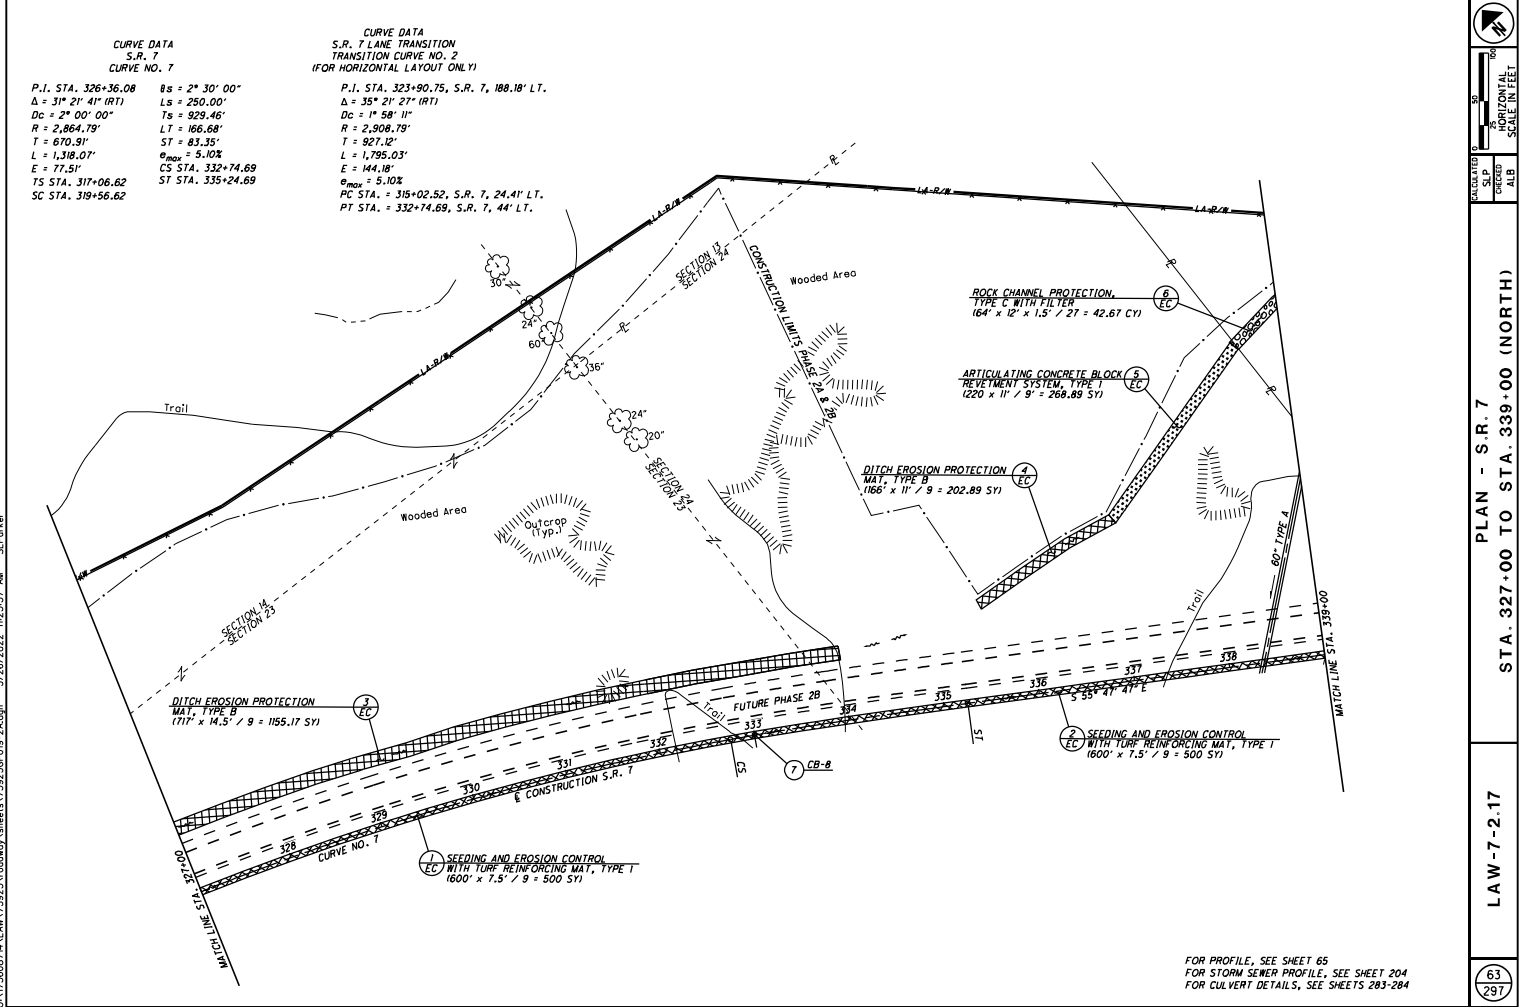 CURVE DATA
S.R. 7
CURVE NO. 7
P.I. STA. 326+36.08
Δ = 31° 21' 41" (RT)
Dc = 2° 00' 00"
R = 2,864.79'
T = 670.91'
L = 1,318.07'
E = 77.51'
TS STA. 317+06.62
SC STA. 319+56.62
θs = 2° 30' 00"
Ls = 250.00'
Ts = 929.46'
LT = 166.68'
ST = 83.35'
emax = 5.10%
CS STA. 332+74.69
ST STA. 335+24.69
CURVE DATA
S.R. 7 LANE TRANSITION
TRANSITION CURVE NO. 2
(FOR HORIZONTAL LAYOUT ONLY)
P.I. STA. 323+90.75, S.R. 7, 188.18' LT.
Δ = 35° 21' 27" (RT)
Dc = 1° 58' 11"
R = 2,908.79'
T = 927.12'
L = 1,795.03'
E = 144.18'
emax = 5.10%
PC STA. = 315+02.52, S.R. 7, 24.41' LT.
PT STA. = 332+74.69, S.R. 7, 44' LT.
LA-R/W
LA-R/W
LA-R/W
LA-R/W
R/W
PL
PL
PL
PL
SECTION 13
SECTION 24
CONSTRUCTION LIMITS PHASE 2A & 2B
Wooded Area
30"
24"
60"
36"
24"
20"
Trail
SECTION 24
SECTION 23
Wooded Area
Outcrop
(Typ.)
SECTION 14
SECTION 23
ROCK CHANNEL PROTECTION,
TYPE C WITH FILTER
(64' x 12' x 1.5' / 27 = 42.67 CY)
6
EC
ARTICULATING CONCRETE BLOCK
REVETMENT SYSTEM, TYPE 1
(220 x 11' / 9' = 268.89 SY)
5
EC
DITCH EROSION PROTECTION
MAT, TYPE B
(166' x 11' / 9 = 202.89 SY)
4
EC
60" TYPE A
Trail
DITCH EROSION PROTECTION
MAT, TYPE B
(717' x 14.5' / 9 = 1155.17 SY)
3
EC
FUTURE PHASE 2B
Trail
328
329
330
331
332
333
334
335
336
337
338
S 55° 47' 47" E
CS
ST
7
CB-8
2
EC
SEEDING AND EROSION CONTROL
WITH TURF REINFORCING MAT, TYPE 1
(600' x 7.5' / 9 = 500 SY)
℄ CONSTRUCTION S.R. 7
CURVE NO. 7
1
EC
SEEDING AND EROSION CONTROL
WITH TURF REINFORCING MAT, TYPE 1
(600' x 7.5' / 9 = 500 SY)
MATCH LINE STA. 327+00
MATCH LINE STA. 339+00
FOR PROFILE, SEE SHEET 65
FOR STORM SEWER PROFILE, SEE SHEET 204
FOR CULVERT DETAILS, SEE SHEETS 283-284
N
0
25
50
100
HORIZONTAL
SCALE IN FEET
CALCULATED
SLP
CHECKED
ALB
PLAN - S.R. 7
STA. 327+00 TO STA. 339+00 (NORTH)
LAW-7-2.17
63
297